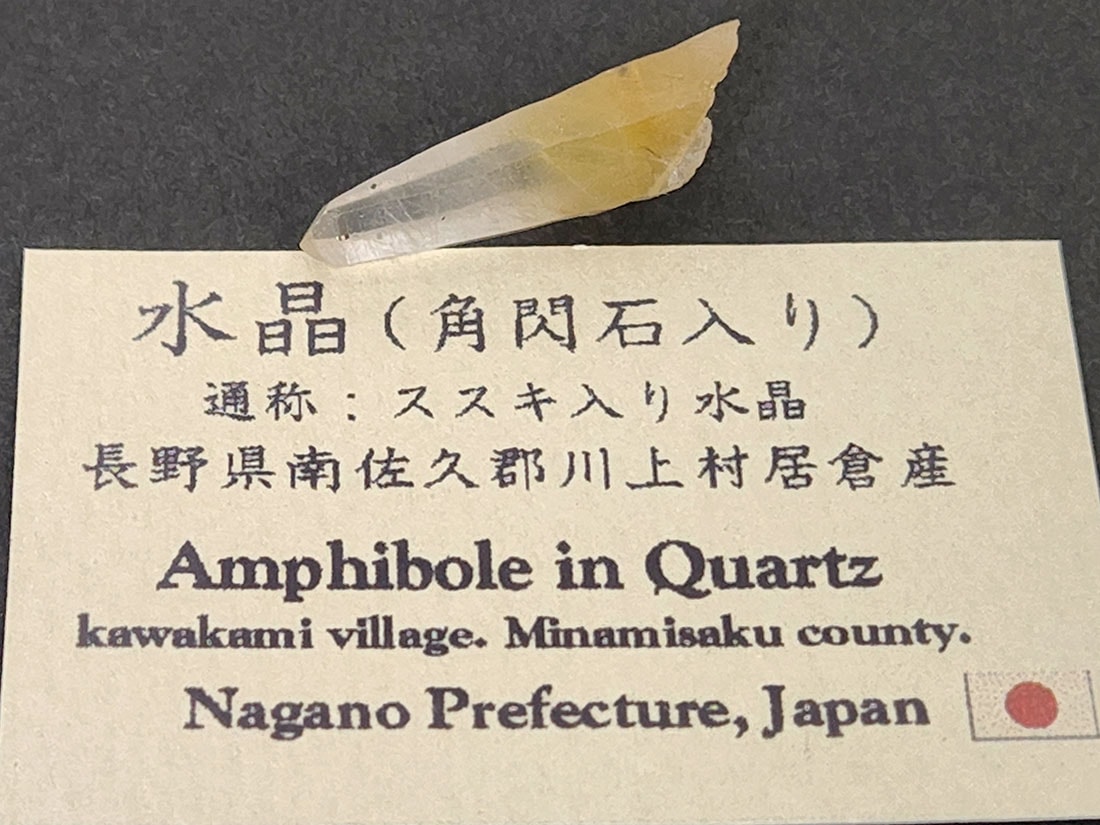 水晶（角閃石入り）
通称：ススキ入り水晶
長野県南佐久郡川上村居倉産
Amphibole in Quartz
kawakami village. Minamisaku county.
Nagano Prefecture, Japan